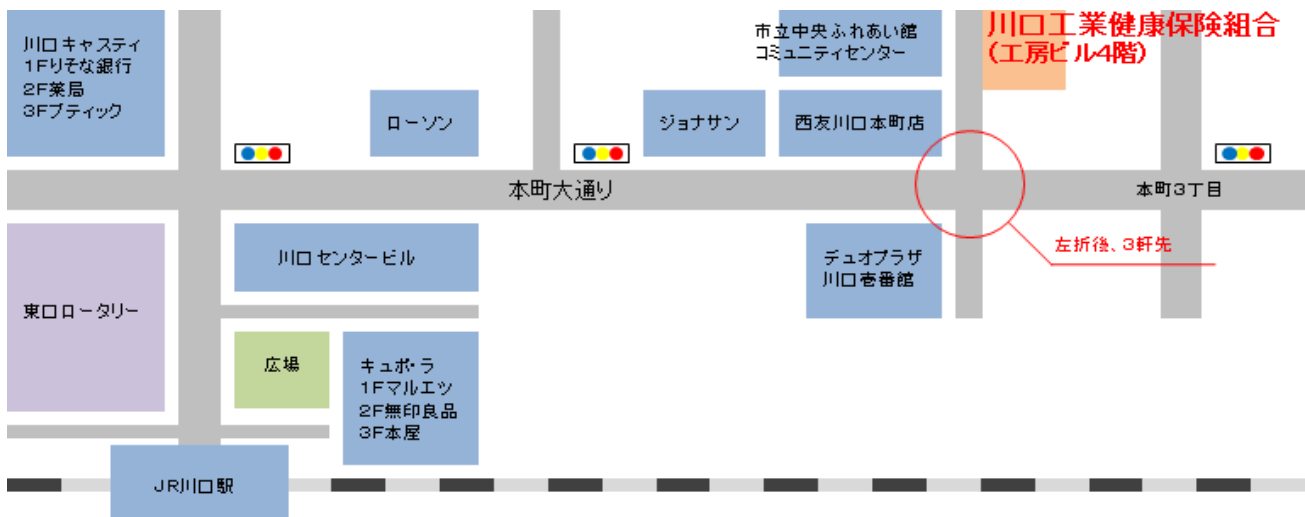 川口キャスティ
1Fりそな銀行
2F薬局
3Fブティック
ローソン
ジョナサン
市立中央ふれあい館
コミュニティセンター
西友川口本町店
川口工業健康保険組合
(工房ビル4階)
本町大通り
本町3丁目
川口センタービル
デュオプラザ
川口壱番館
左折後、3軒先
東口ロータリー
広場
キュポ・ラ
1Fマルエツ
2F無印良品
3F本屋
JR川口駅